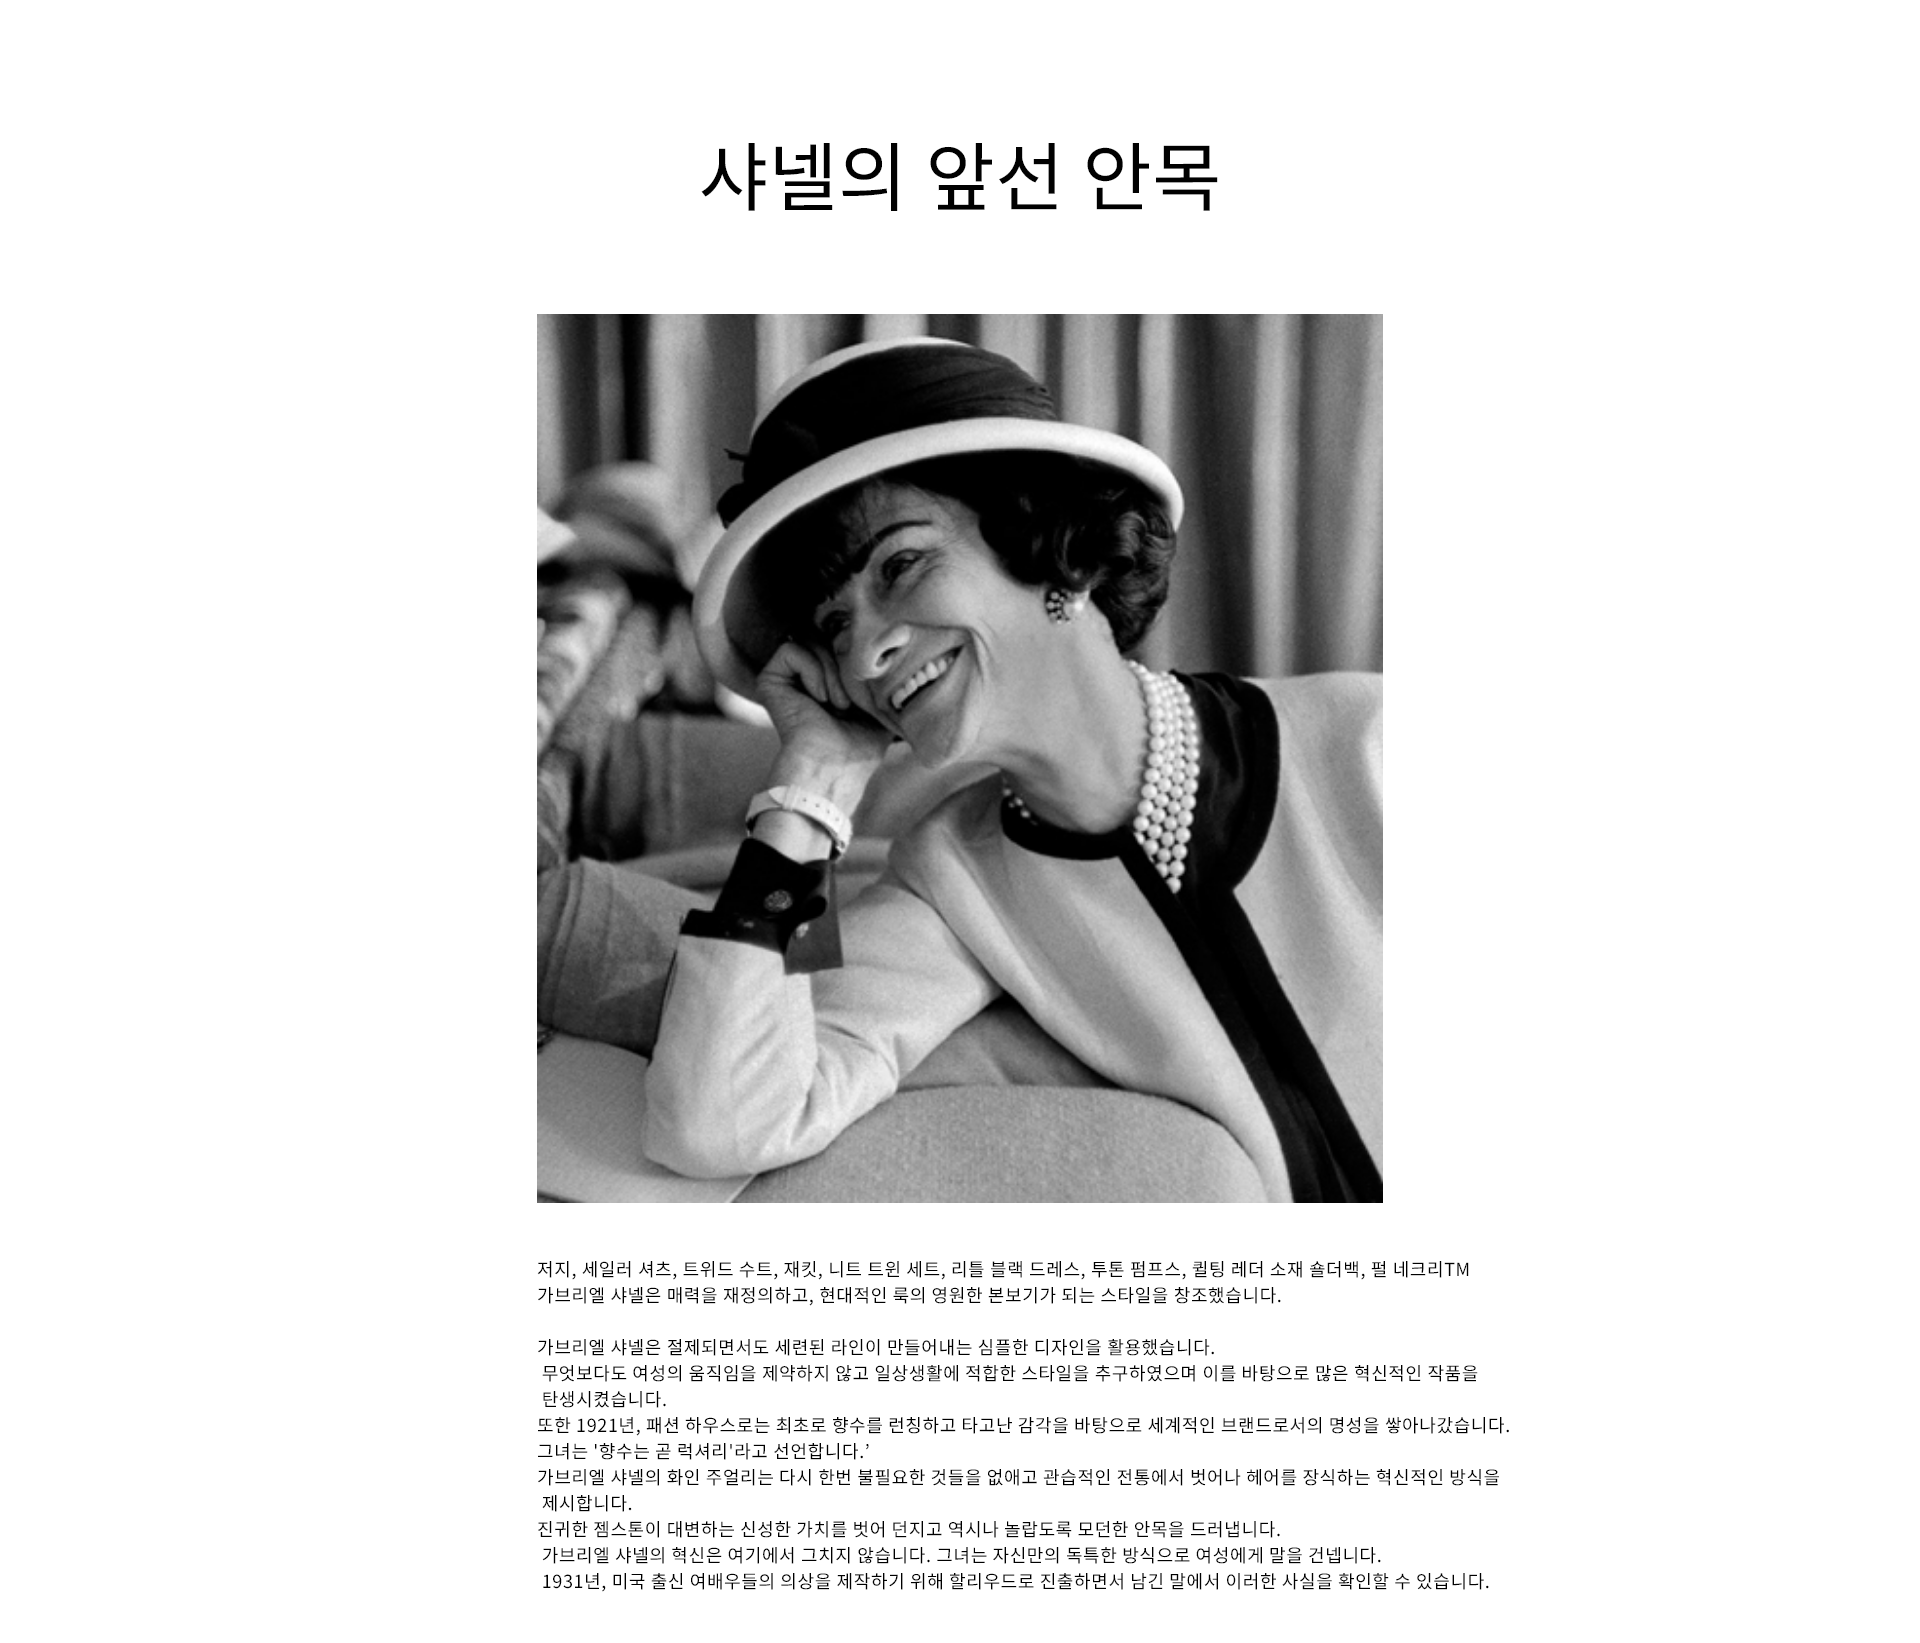 샤넬의 앞선 안목
저지, 세일러 셔츠, 트위드 수트, 재킷, 니트 트윈 세트, 리틀 블랙 드레스, 투톤 펌프스, 퀼팅 레더 소재 숄더백, 펄 네크리TM
가브리엘 샤넬은 매력을 재정의하고, 현대적인 룩의 영원한 본보기가 되는 스타일을 창조했습니다.
가브리엘 샤넬은 절제되면서도 세련된 라인이 만들어내는 심플한 디자인을 활용했습니다.
무엇보다도 여성의 움직임을 제약하지 않고 일상생활에 적합한 스타일을 추구하였으며 이를 바탕으로 많은 혁신적인 작품을
탄생시켰습니다.
또한 1921년, 패션 하우스로는 최초로 향수를 런칭하고 타고난 감각을 바탕으로 세계적인 브랜드로서의 명성을 쌓아나갔습니다.
그녀는 '향수는 곧 럭셔리'라고 선언합니다.’
가브리엘 샤넬의 화인 주얼리는 다시 한번 불필요한 것들을 없애고 관습적인 전통에서 벗어나 헤어를 장식하는 혁신적인 방식을
제시합니다.
진귀한 젬스톤이 대변하는 신성한 가치를 벗어 던지고 역시나 놀랍도록 모던한 안목을 드러냅니다.
가브리엘 샤넬의 혁신은 여기에서 그치지 않습니다. 그녀는 자신만의 독특한 방식으로 여성에게 말을 건넵니다.
1931년, 미국 출신 여배우들의 의상을 제작하기 위해 할리우드로 진출하면서 남긴 말에서 이러한 사실을 확인할 수 있습니다.